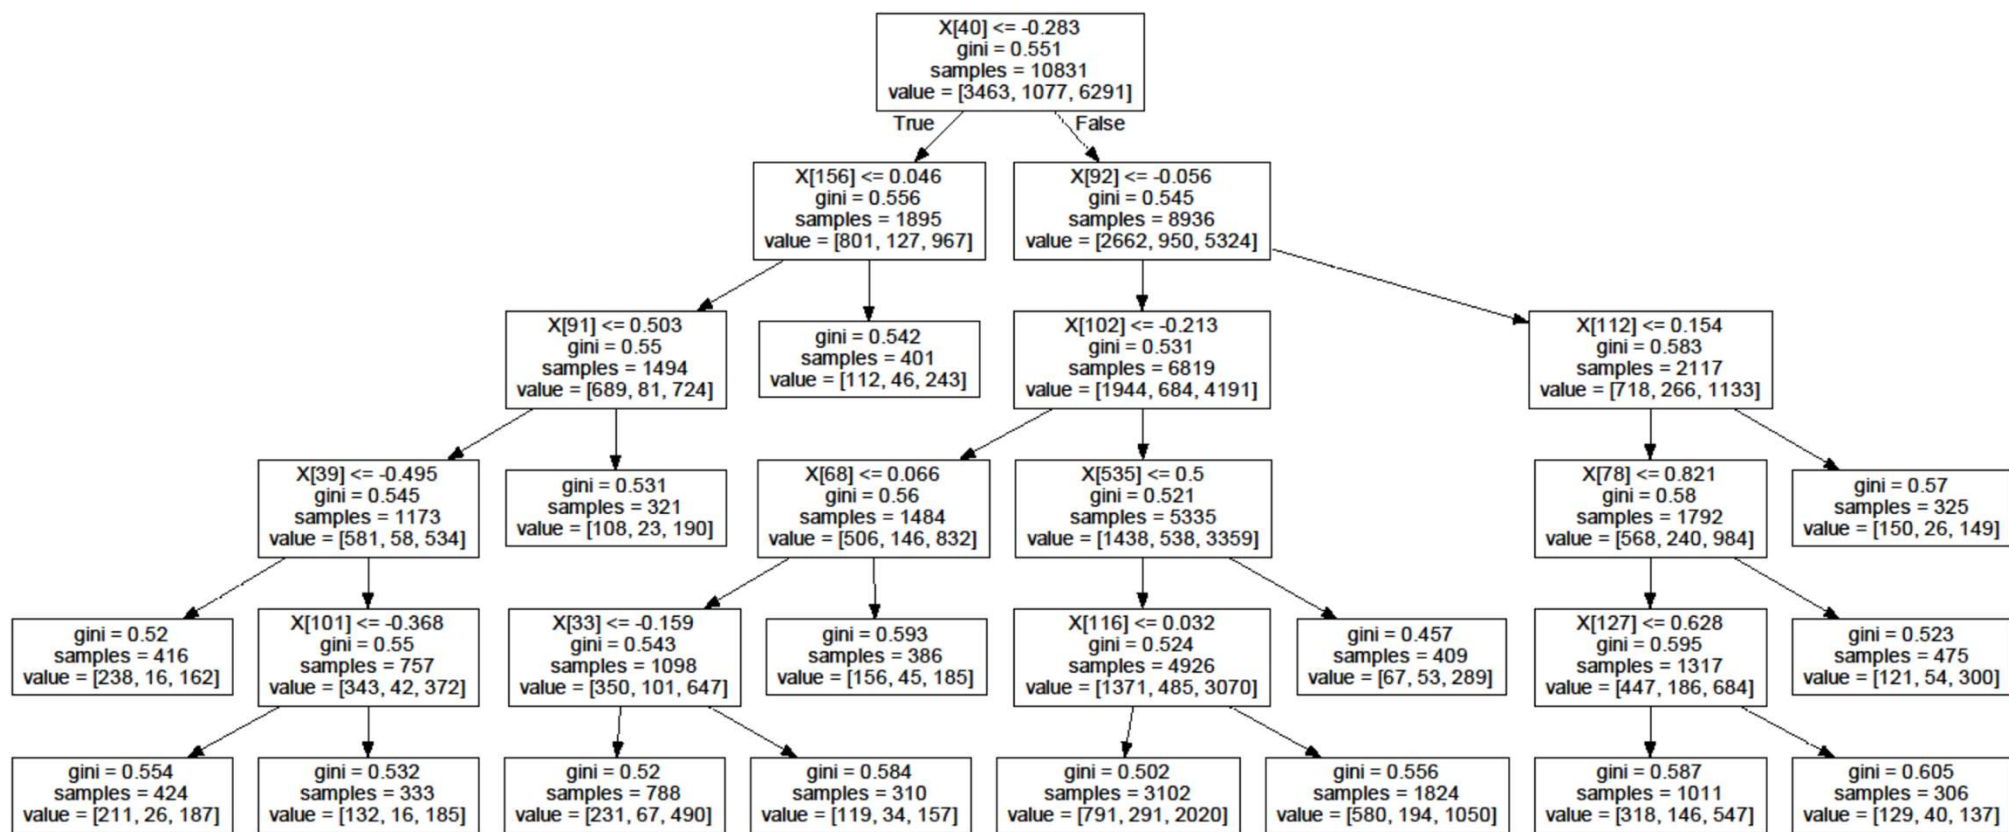 X[40] <= -0.283
gini = 0.551
samples = 10831
value = [3463, 1077, 6291]
True
False
X[156] <= 0.046
gini = 0.556
samples = 1895
value = [801, 127, 967]
X[92] <= -0.056
gini = 0.545
samples = 8936
value = [2662, 950, 5324]
X[91] <= 0.503
gini = 0.55
samples = 1494
value = [689, 81, 724]
gini = 0.542
samples = 401
value = [112, 46, 243]
X[102] <= -0.213
gini = 0.531
samples = 6819
value = [1944, 684, 4191]
X[112] <= 0.154
gini = 0.583
samples = 2117
value = [718, 266, 1133]
X[39] <= -0.495
gini = 0.545
samples = 1173
value = [581, 58, 534]
gini = 0.531
samples = 321
value = [108, 23, 190]
X[68] <= 0.066
gini = 0.56
samples = 1484
value = [506, 146, 832]
X[535] <= 0.5
gini = 0.521
samples = 5335
value = [1438, 538, 3359]
X[78] <= 0.821
gini = 0.58
samples = 1792
value = [568, 240, 984]
gini = 0.57
samples = 325
value = [150, 26, 149]
gini = 0.52
samples = 416
value = [238, 16, 162]
X[101] <= -0.368
gini = 0.55
samples = 757
value = [343, 42, 372]
X[33] <= -0.159
gini = 0.543
samples = 1098
value = [350, 101, 647]
gini = 0.593
samples = 386
value = [156, 45, 185]
X[116] <= 0.032
gini = 0.524
samples = 4926
value = [1371, 485, 3070]
gini = 0.457
samples = 409
value = [67, 53, 289]
X[127] <= 0.628
gini = 0.595
samples = 1317
value = [447, 186, 684]
gini = 0.523
samples = 475
value = [121, 54, 300]
gini = 0.554
samples = 424
value = [211, 26, 187]
gini = 0.532
samples = 333
value = [132, 16, 185]
gini = 0.52
samples = 788
value = [231, 67, 490]
gini = 0.584
samples = 310
value = [119, 34, 157]
gini = 0.502
samples = 3102
value = [791, 291, 2020]
gini = 0.556
samples = 1824
value = [580, 194, 1050]
gini = 0.587
samples = 1011
value = [318, 146, 547]
gini = 0.605
samples = 306
value = [129, 40, 137]